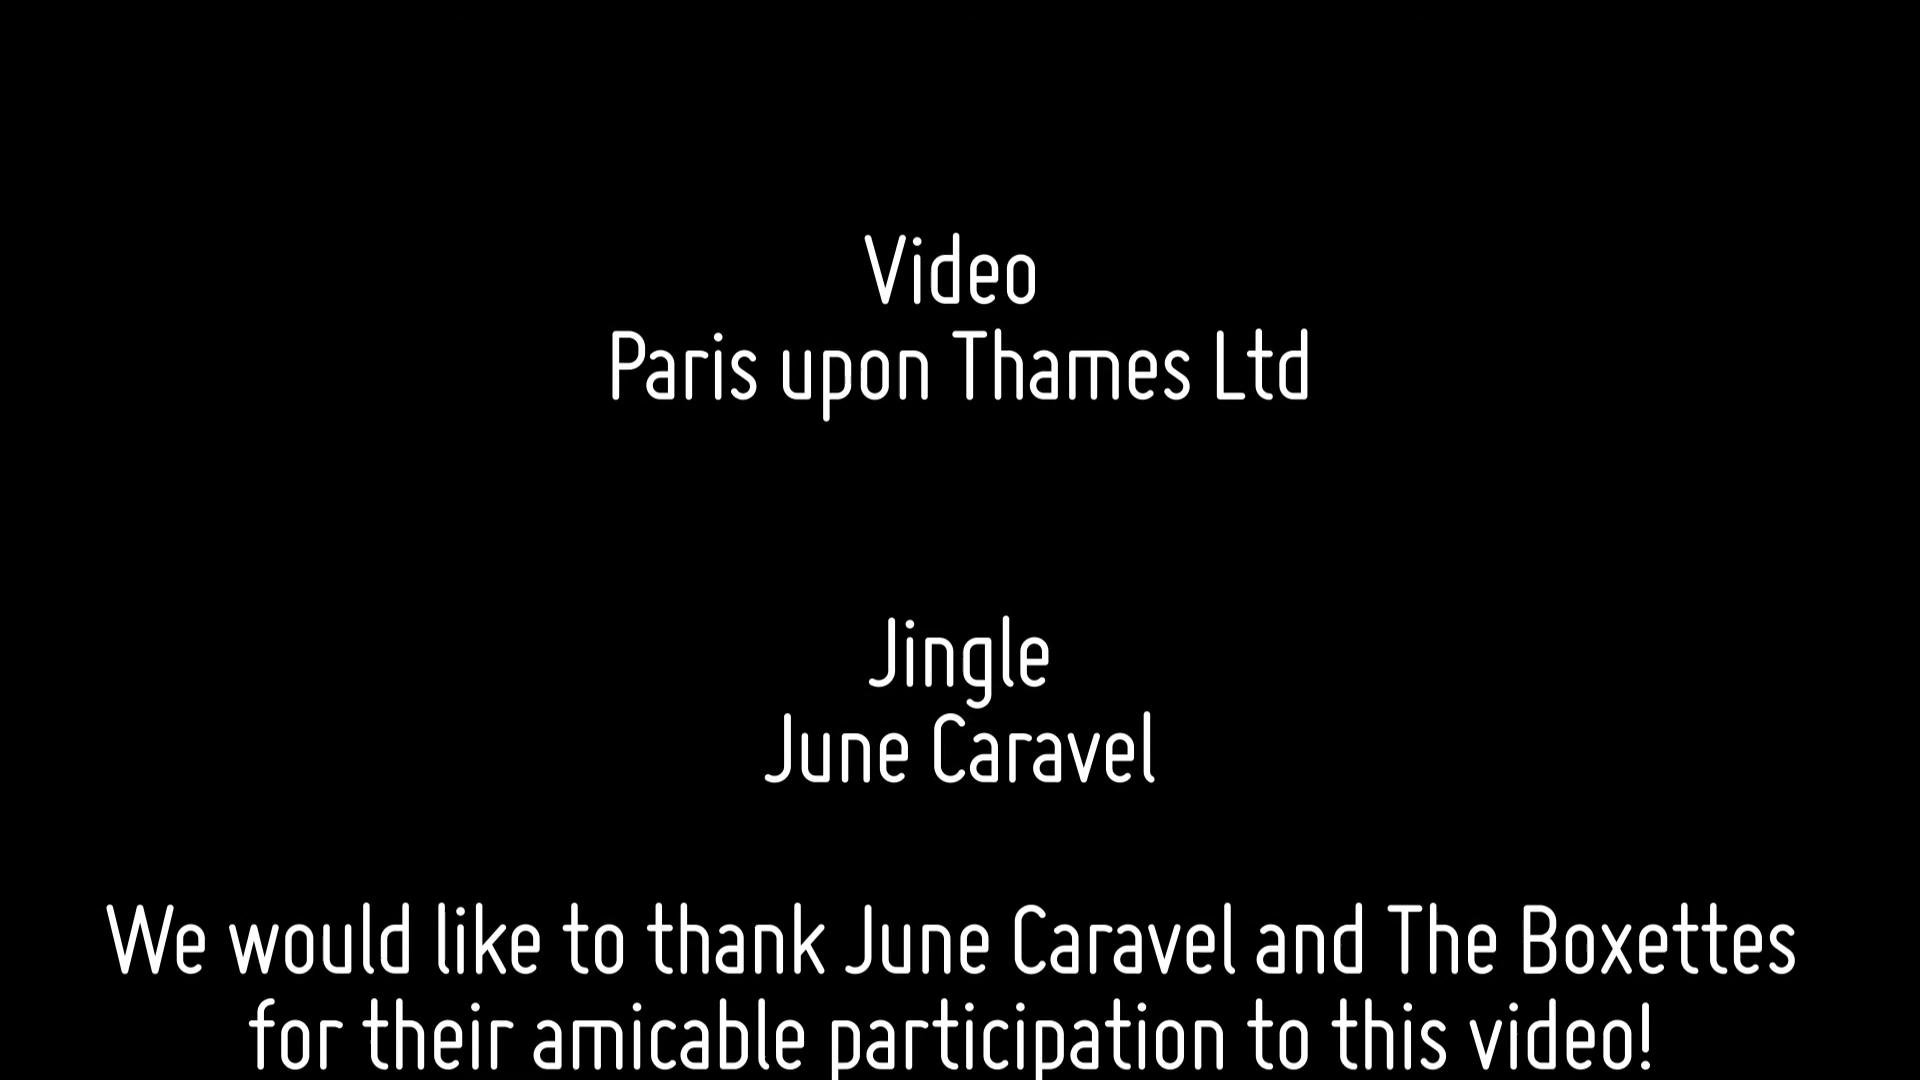 Video
Paris upon Thames Ltd
Jingle
June Caravel
We would like to thank June Caravel and The Boxettes
for their amicable participation to this video!